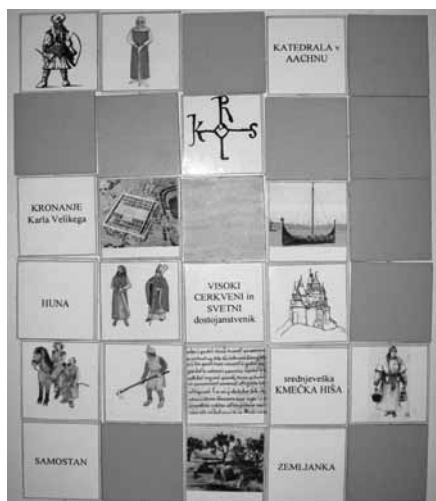 KATEDRALA v
AACHNU
K R S L
KRONANJE
Karla Velikega
HUNA
VISOKI
CERKVENI in
SVETNI
dostojanstvenik
srednjeveška
KMEČKA HIŠA
SAMOSTAN
ZEMLJANKA